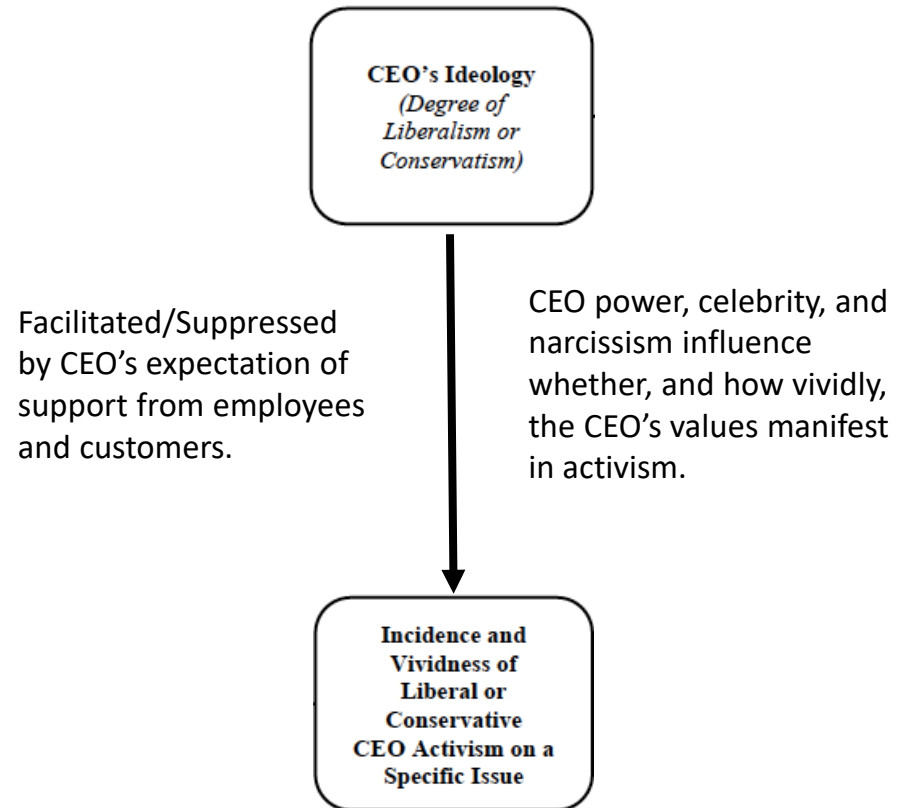 CEO's Ideology
(Degree of
Liberalism or
Conservatism)
Facilitated/Suppressed
by CEO's expectation of
support from employees
and customers.
CEO power, celebrity, and
narcissism influence
whether, and how vividly,
the CEO's values manifest
in activism.
Incidence and
Vividness of
Liberal or
Conservative
CEO Activism on a
Specific Issue